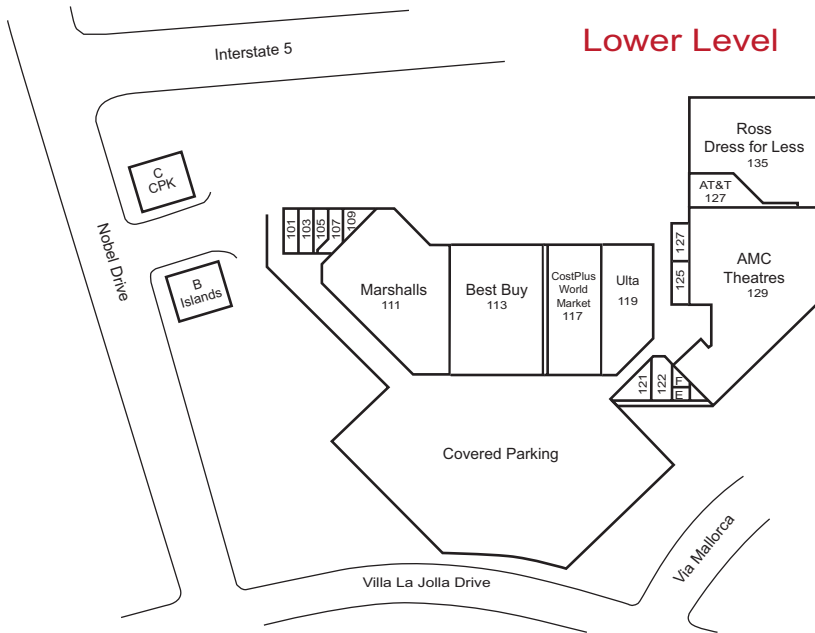 Lower Level
Interstate 5
Ross
Dress for Less
135
C
CPK
AT&T
127
101
103
105
107
109
Nobel Drive
B
Islands
Marshalls
111
Best Buy
113
CostPlus
World
Market
117
Ulta
119
127
125
AMC
Theatres
129
121
122
F
E
Covered Parking
Via Mallorca
Villa La Jolla Drive